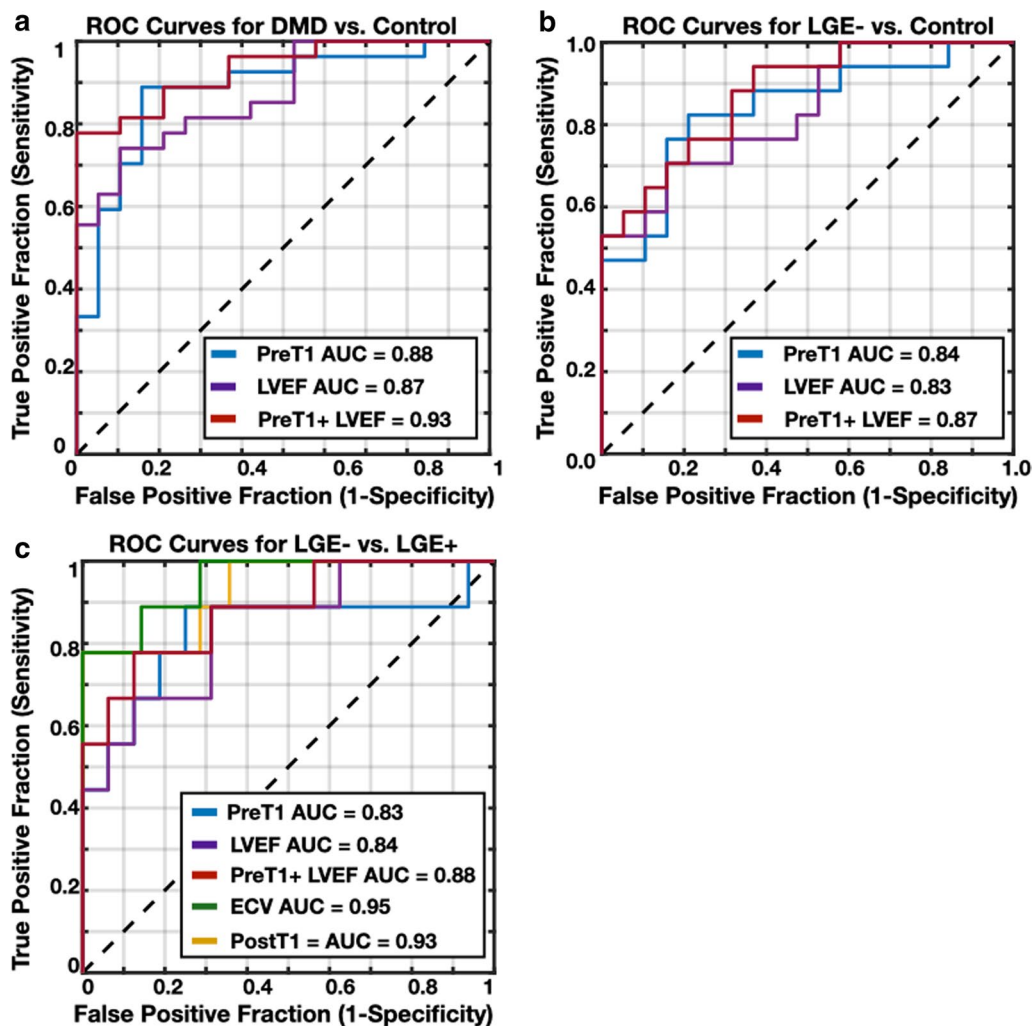 a
ROC Curves for DMD vs. Control
1
0.8
0.6
0.4
0.2
0
True Positive Fraction (Sensitivity)
PreT1 AUC = 0.88
LVEF AUC = 0.87
PreT1+ LVEF = 0.93
0 0.2 0.4 0.6 0.8 1
False Positive Fraction (1-Specificity)
b
ROC Curves for LGE- vs. Control
1.0
0.8
0.6
0.4
0.2
0.0
True Positive Fraction (Sensitivity)
PreT1 AUC = 0.84
LVEF AUC = 0.83
PreT1+ LVEF = 0.87
0.2 0.4 0.6 0.8 1.0
False Positive Fraction (1-Specificity)
c
ROC Curves for LGE- vs. LGE+
1
0.8
0.6
0.4
0.2
0
True Positive Fraction (Sensitivity)
PreT1 AUC = 0.83
LVEF AUC = 0.84
PreT1+ LVEF AUC = 0.88
ECV AUC = 0.95
PostT1 = AUC = 0.93
0 0.2 0.4 0.6 0.8 1
False Positive Fraction (1-Specificity)